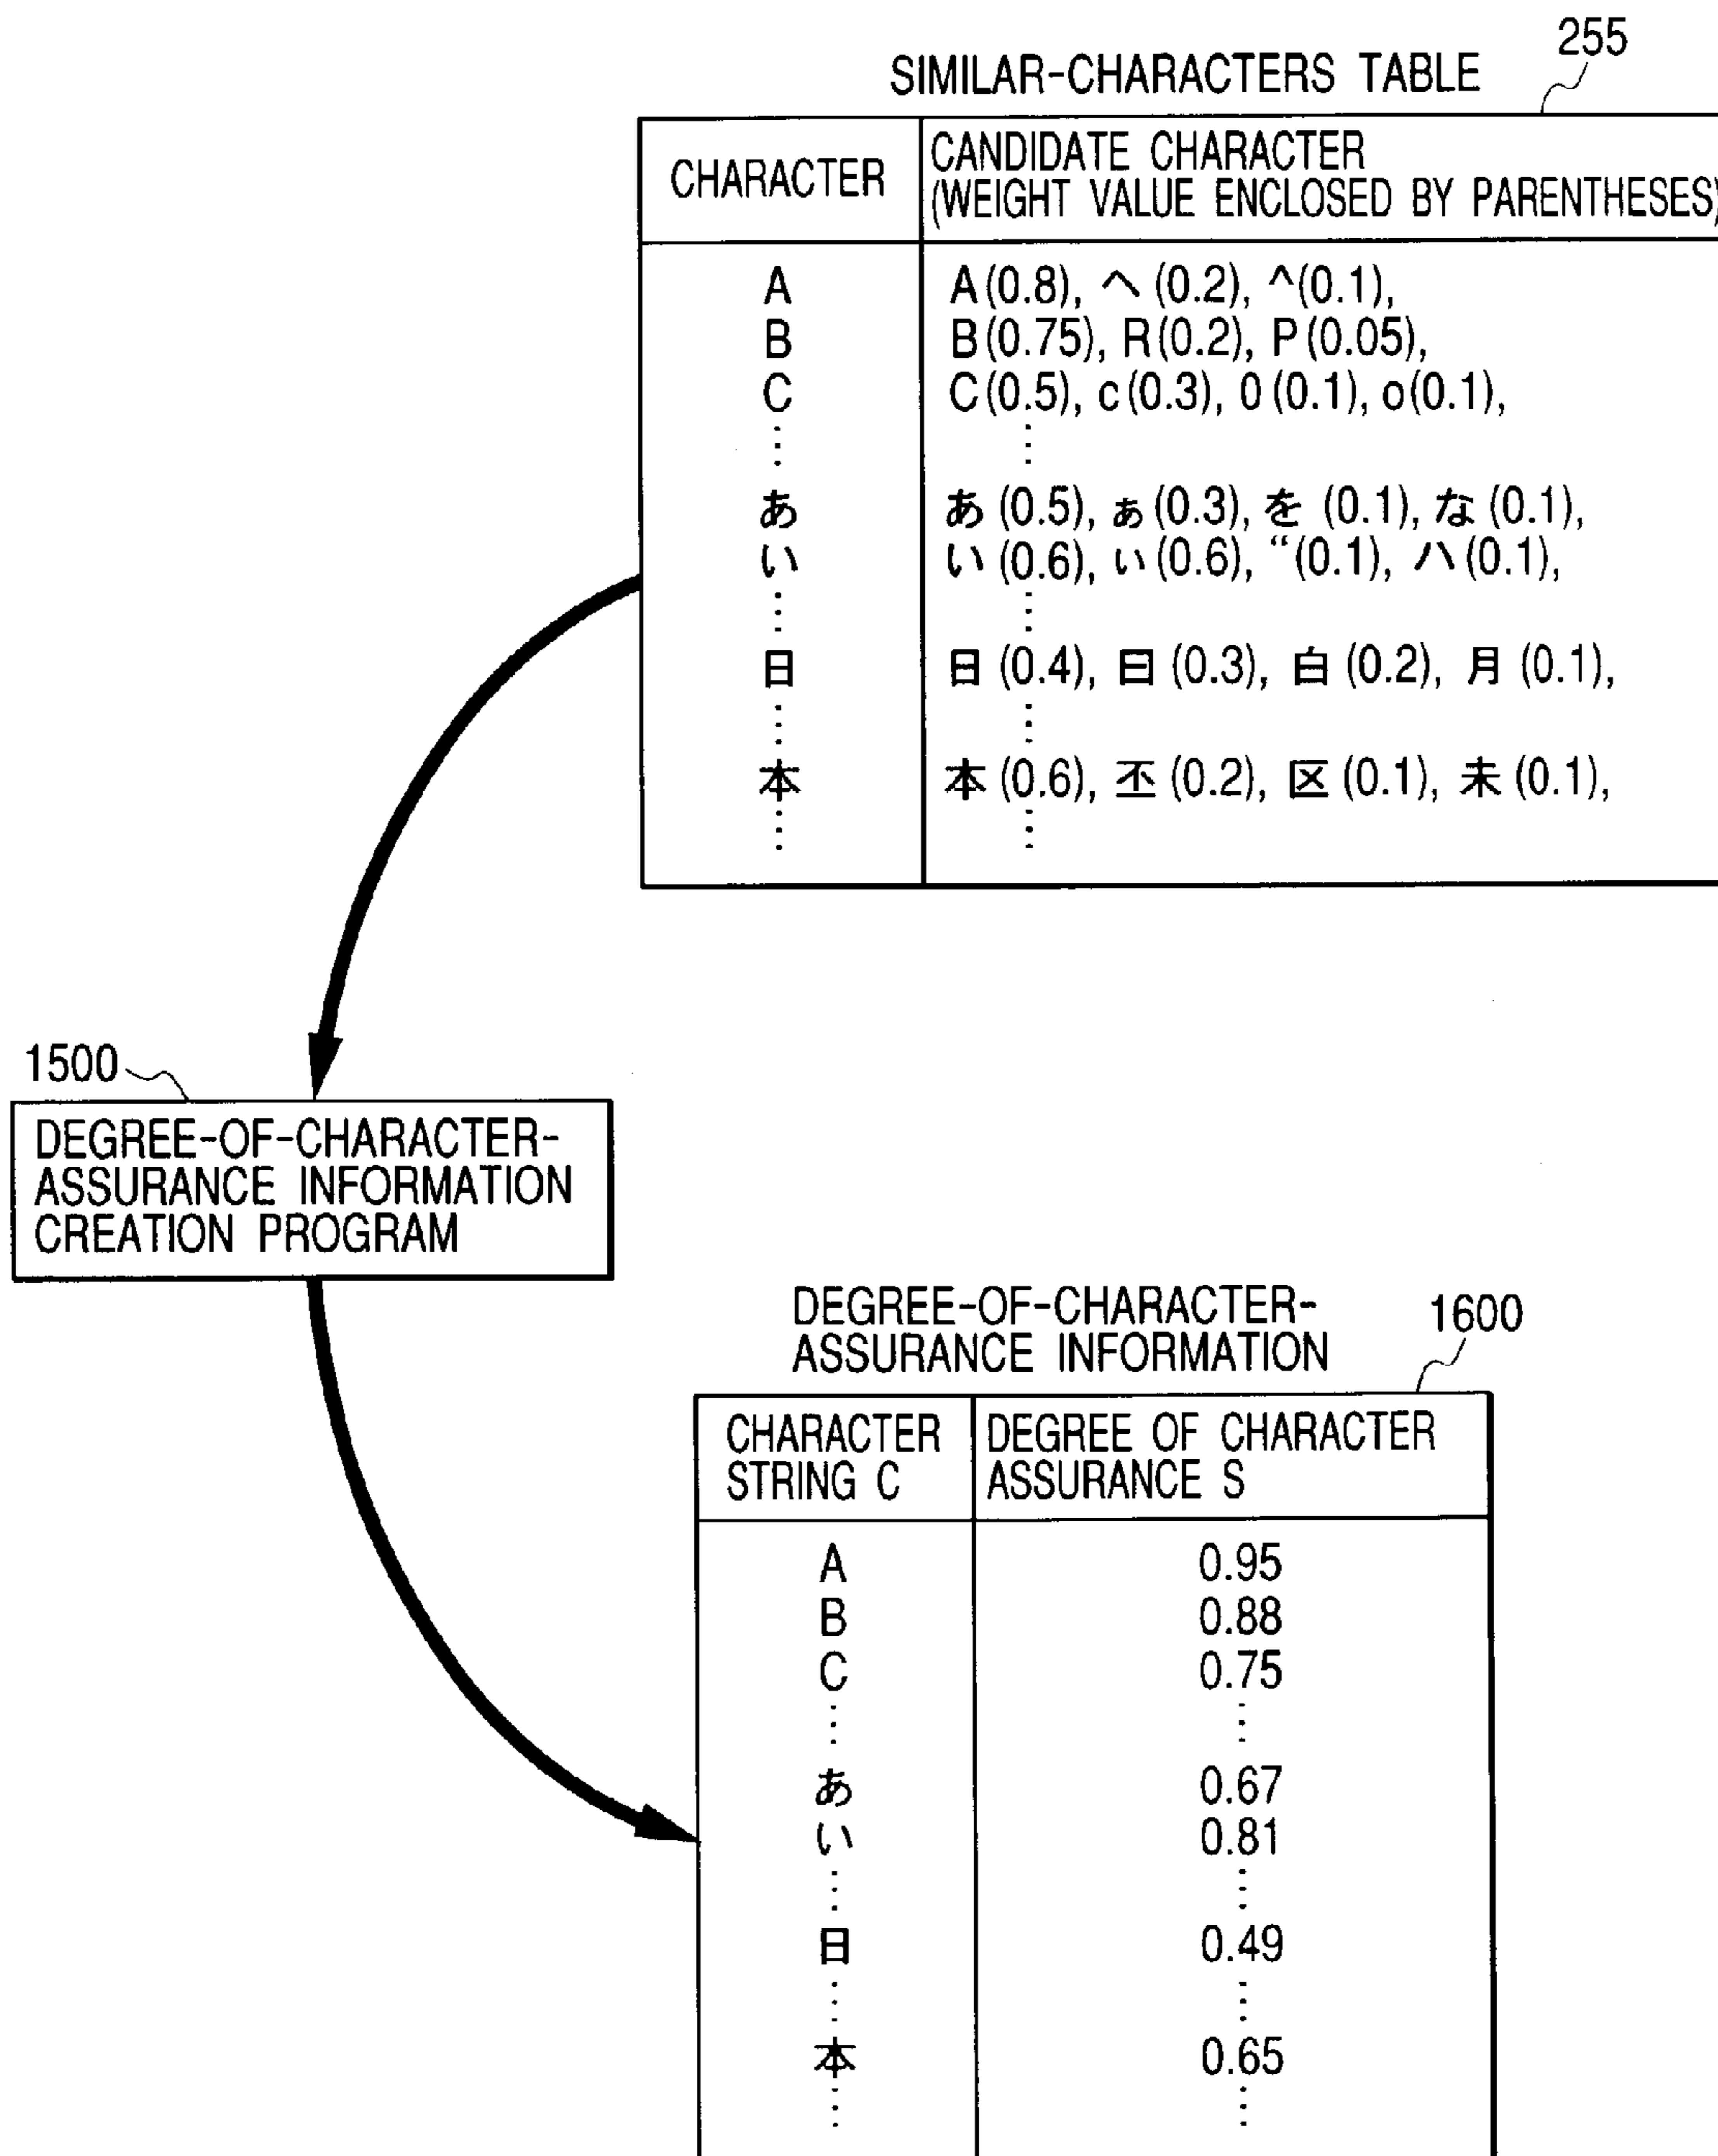 255
SIMILAR-CHARACTERS TABLE
CHARACTER
CANDIDATE CHARACTER
(WEIGHT VALUE ENCLOSED BY PARENTHESES)
A A(0.8), へ(0.2), ^(0.1),
B B(0.75), R(0.2), P(0.05),
C C(0.5), c(0.3), 0(0.1), o(0.1),
あ あ(0.5), ぁ(0.3), を(0.1), な(0.1),
い い(0.6), ぃ(0.6), “(0.1), ハ(0.1),
日 日(0.4), 曰(0.3), 白(0.2), 月(0.1),
本 本(0.6), 丕(0.2), 区(0.1), 未(0.1),
1500
DEGREE-OF-CHARACTER-
ASSURANCE INFORMATION
CREATION PROGRAM
DEGREE-OF-CHARACTER-
ASSURANCE INFORMATION
1600
CHARACTER
STRING C
DEGREE OF CHARACTER
ASSURANCE S
A 0.95
B 0.88
C 0.75
あ 0.67
い 0.81
日 0.49
本 0.65